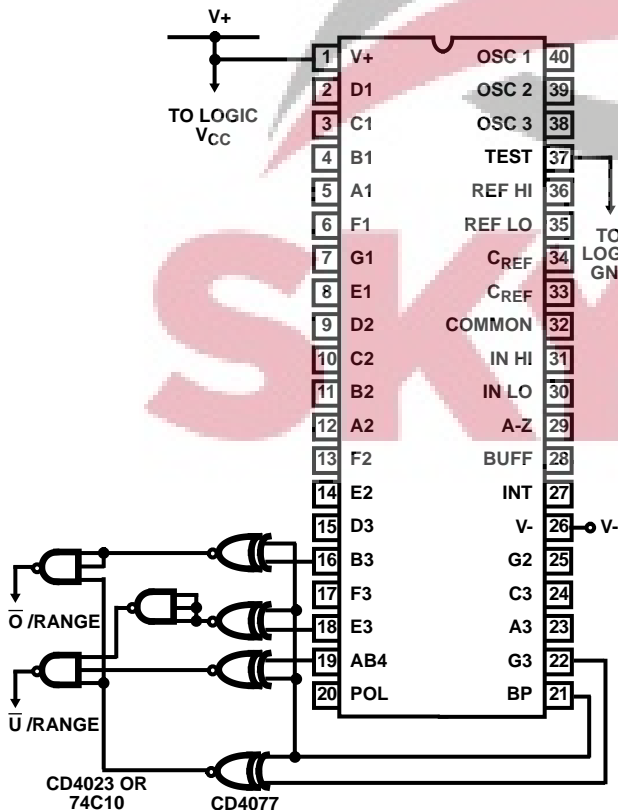 V+
TO LOGIC
VCC
1 V+
2 D1
3 C1
4 B1
5 A1
6 F1
7 G1
8 E1
9 D2
10 C2
11 B2
12 A2
13 F2
14 E2
15 D3
16 B3
17 F3
18 E3
19 AB4
20 POL
OSC 1 40
OSC 2 39
OSC 3 38
TEST 37
REF HI 36
REF LO 35
CREF 34
CREF 33
COMMON 32
IN HI 31
IN LO 30
A-Z 29
BUFF 28
INT 27
V- 26 V-
G2 25
C3 24
A3 23
G3 22
BP 21
TO
O̅ /RANGE
U̅ /RANGE
CD4023 OR
74C10
CD4077